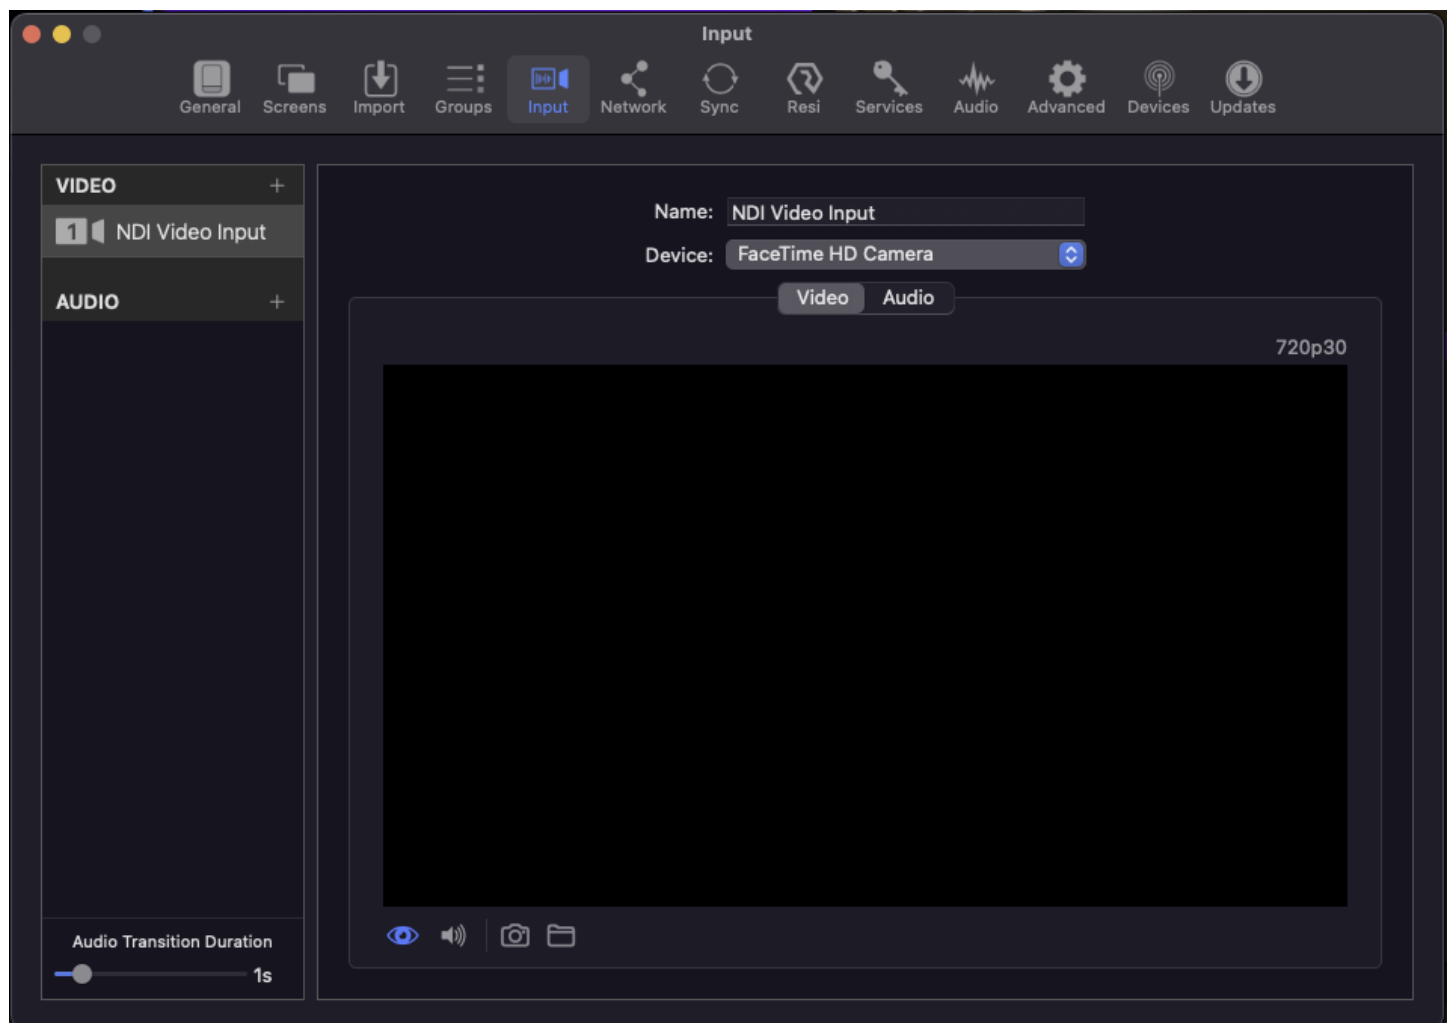 Input
General Screens Import Groups Input Network Sync Resi Services Audio Advanced Devices Updates
VIDEO +
1 NDI Video Input
AUDIO +
Name: NDI Video Input
Device: FaceTime HD Camera
Video Audio
720p30
Audio Transition Duration
1s